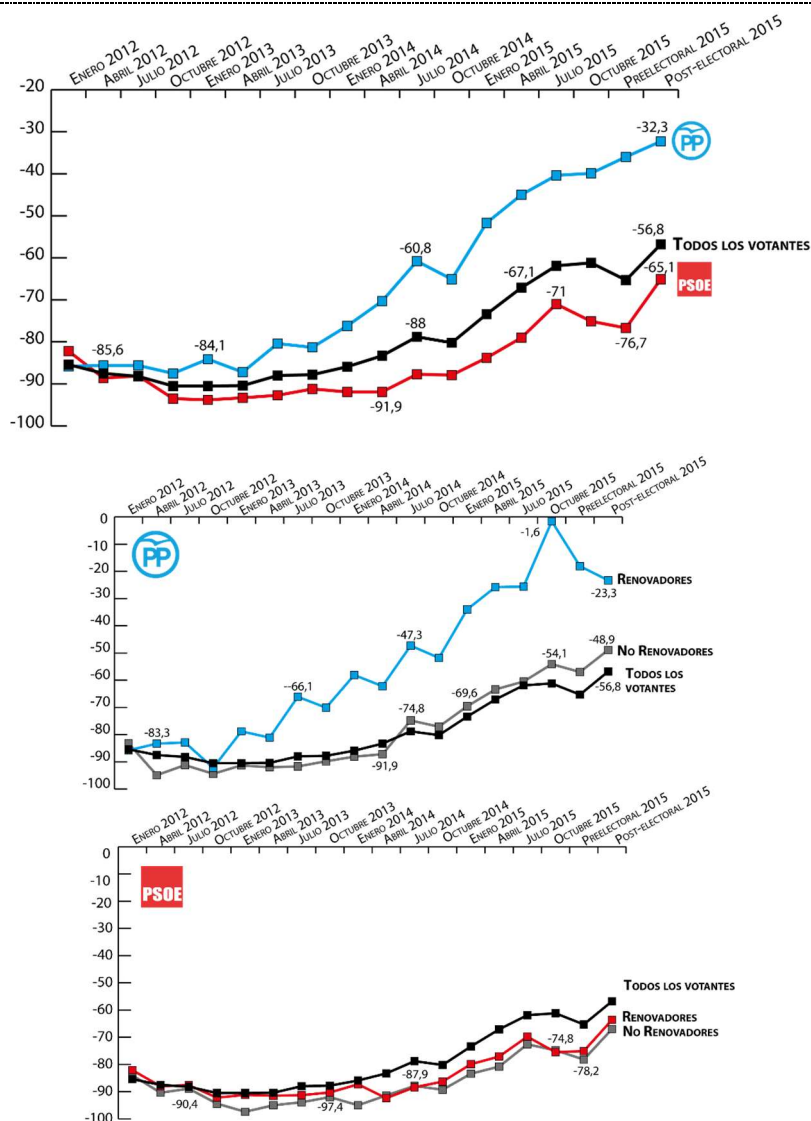 ENERO 2012
ABRIL 2012
JULIO 2012
OCTUBRE 2012
ENERO 2013
ABRIL 2013
JULIO 2013
OCTUBRE 2013
ENERO 2014
ABRIL 2014
JULIO 2014
OCTUBRE 2014
ENERO 2015
ABRIL 2015
JULIO 2015
OCTUBRE 2015
PREELECTORAL 2015
POST-ELECTORAL 2015
-20
-30
-40
-50
-60
-70
-80
-90
-100
-32,3
PP
-60,8
-56,8
TODOS LOS VOTANTES
-67,1
-65,1
PSOE
-71
-88
-76,7
-85,6
-84,1
-91,9
ENERO 2012
ABRIL 2012
JULIO 2012
OCTUBRE 2012
ENERO 2013
ABRIL 2013
JULIO 2013
OCTUBRE 2013
ENERO 2014
ABRIL 2014
JULIO 2014
OCTUBRE 2014
ENERO 2015
ABRIL 2015
JULIO 2015
OCTUBRE 2015
PREELECTORAL 2015
POST-ELECTORAL 2015
0
-10
-20
-30
-40
-50
-60
-70
-80
-90
-100
PP
-1,6
RENOVADORES
-23,3
-47,3
-48,9
NO RENOVADORES
-54,1
TODOS LOS
VOTANTES
-56,8
--66,1
-74,8
-69,6
-83,3
-91,9
ENERO 2012
ABRIL 2012
JULIO 2012
OCTUBRE 2012
ENERO 2013
ABRIL 2013
JULIO 2013
OCTUBRE 2013
ENERO 2014
ABRIL 2014
JULIO 2014
OCTUBRE 2014
ENERO 2015
ABRIL 2015
JULIO 2015
OCTUBRE 2015
PREELECTORAL 2015
POST-ELECTORAL 2015
0
-10
-20
-30
-40
-50
-60
-70
-80
-90
-100
PSOE
TODOS LOS VOTANTES
RENOVADORES
NO RENOVADORES
-74,8
-78,2
-87,9
-90,4
-97,4